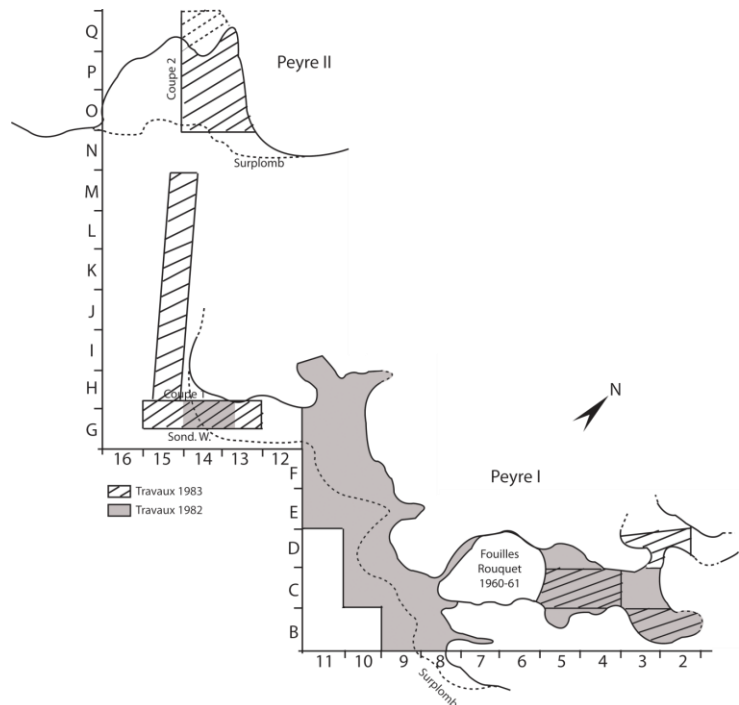 Q
P
O
N
M
L
K
J
I
H
G
Coupe 2
Peyre II
Surplomb
Coupe 1
Sond. W.
16 15 14 13 12
Travaux 1983
Travaux 1982
N
Peyre I
F
E
D
C
B
Fouilles
Rouquet
1960-61
11 10 9 8 7 6 5 4 3 2
Surplomb